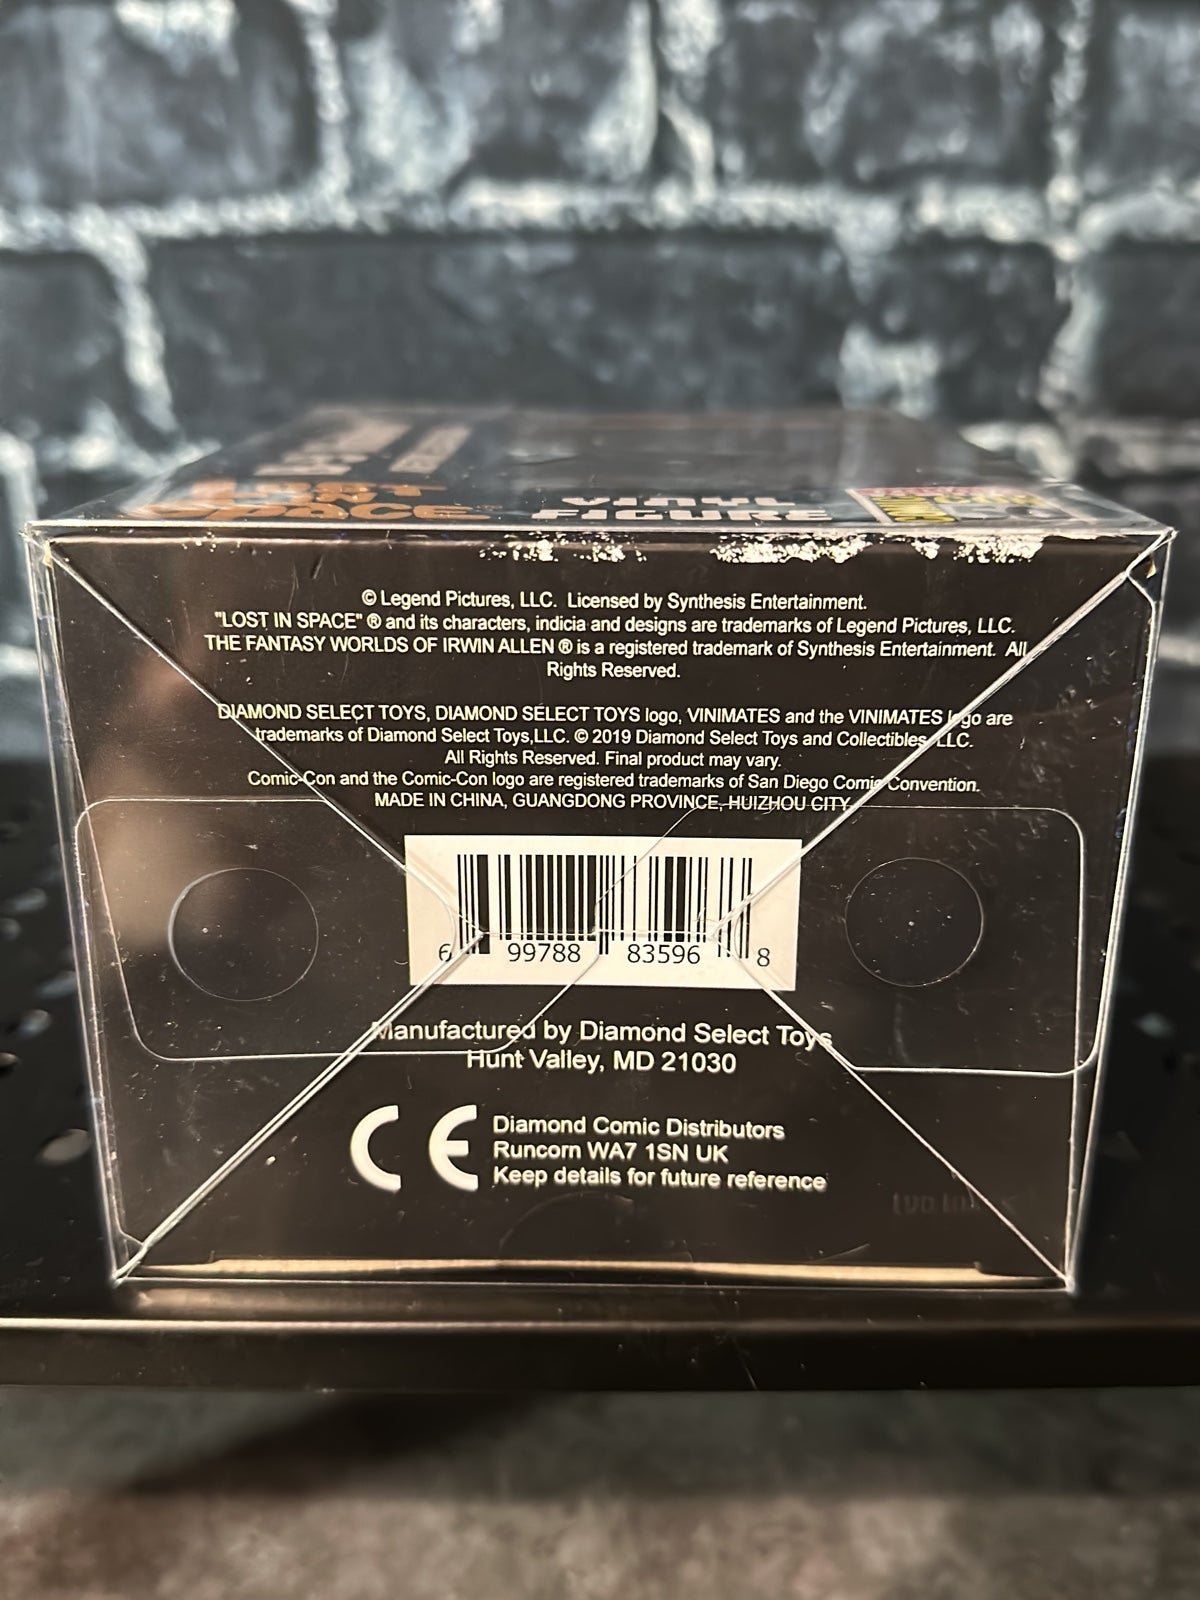 LOST
IN
SPACE
VINYL
FIGURE
© Legend Pictures, LLC. Licensed by Synthesis Entertainment.
"LOST IN SPACE" ® and its characters, indicia and designs are trademarks of Legend Pictures, LLC.
THE FANTASY WORLDS OF IRWIN ALLEN ® is a registered trademark of Synthesis Entertainment. All
Rights Reserved.
DIAMOND SELECT TOYS, DIAMOND SELECT TOYS logo, VINIMATES and the VINIMATES logo are
trademarks of Diamond Select Toys,LLC. © 2019 Diamond Select Toys and Collectibles, LLC.
All Rights Reserved. Final product may vary.
Comic-Con and the Comic-Con logo are registered trademarks of San Diego Comic Convention.
MADE IN CHINA, GUANGDONG PROVINCE, HUIZHOU CITY.
6 99788 83596 8
Manufactured by Diamond Select Toys
Hunt Valley, MD 21030
CE
Diamond Comic Distributors
Runcorn WA7 1SN UK
Keep details for future reference